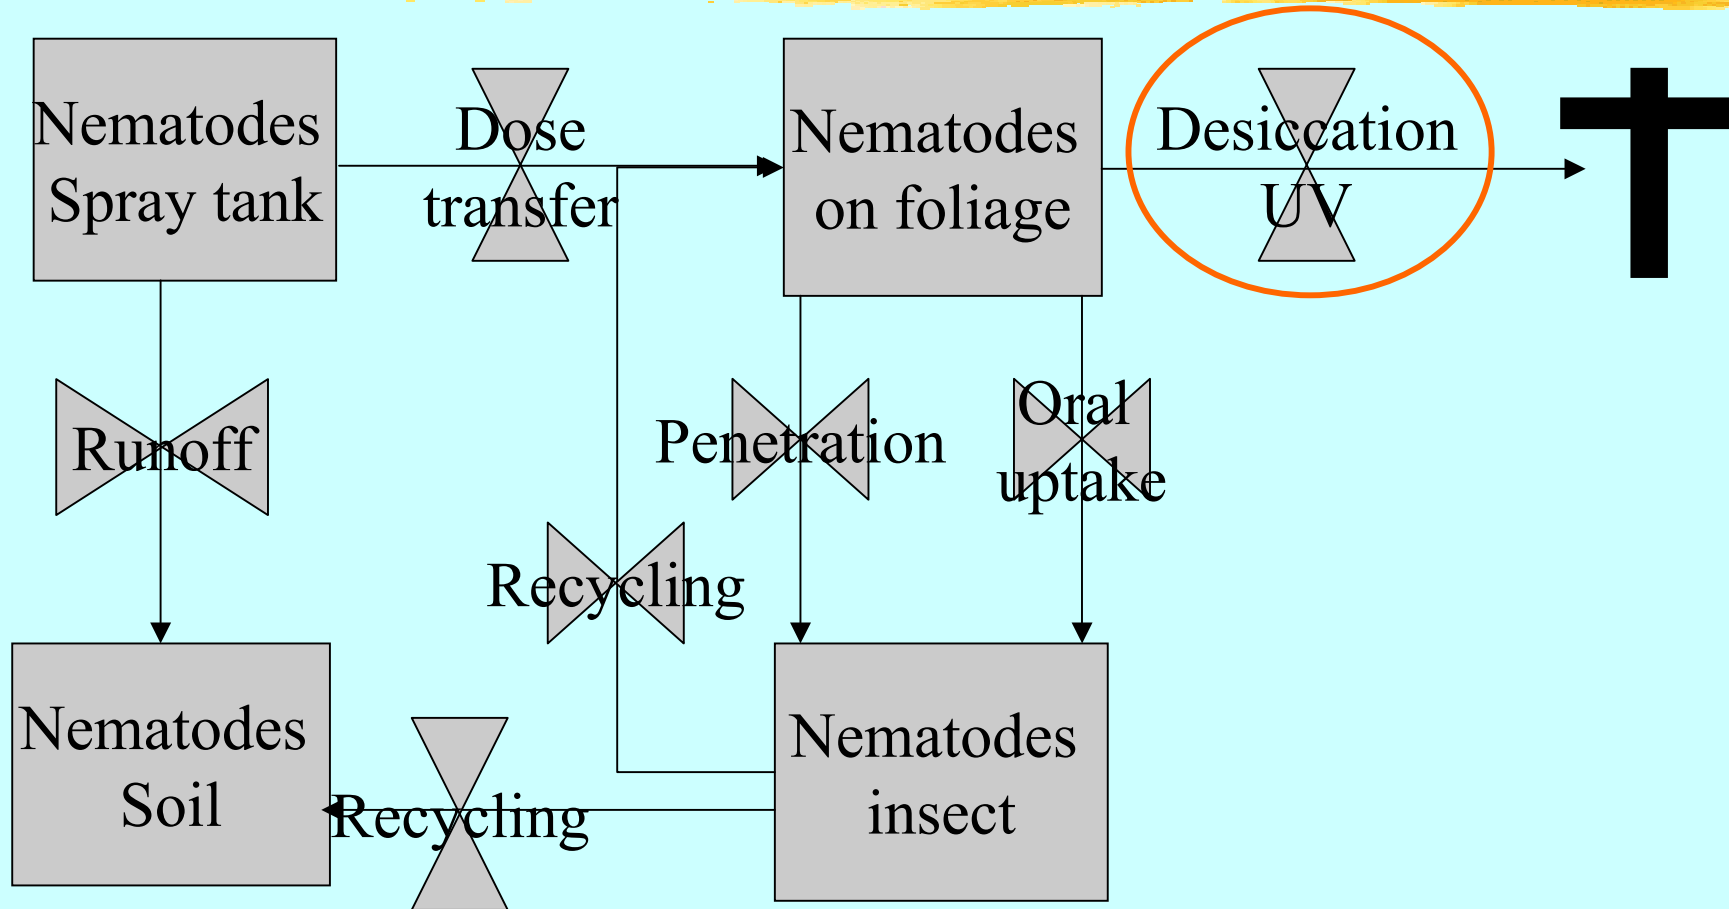 Nematodes
Spray tank
Dose
transfer
Nematodes
on foliage
Desiccation
UV
Runoff
Penetration
Oral
uptake
Recycling
Nematodes
Soil
Recycling
Nematodes
insect